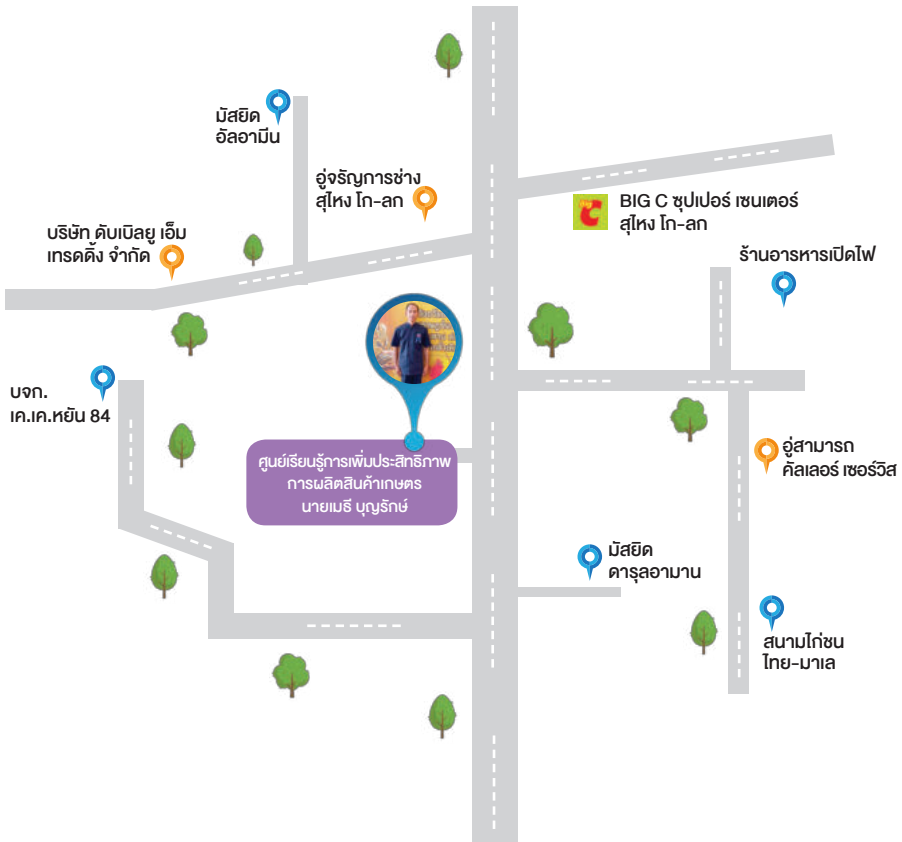 มัสยิด
อัลอามีน
อู่จรัญการช่าง
สุไหง โก-ลก
BIG C ซุปเปอร์ เซนเตอร์
สุไหง โก-ลก
บริษัท ดับเบิลยู เอ็ม
เทรดดิ้ง จำกัด
ร้านอารหารเปิดไฟ
บจก.
เค.เค.หยัน 84
ศูนย์เรียนรู้การเพิ่มประสิทธิภาพ
การผลิตสินค้าเกษตร
นายเมธี บุญรักษ์
อู่สามารถ
คัลเลอร์ เซอร์วิส
มัสยิด
ดารุลอามาน
สนามไก่ชน
ไทย-มาเล